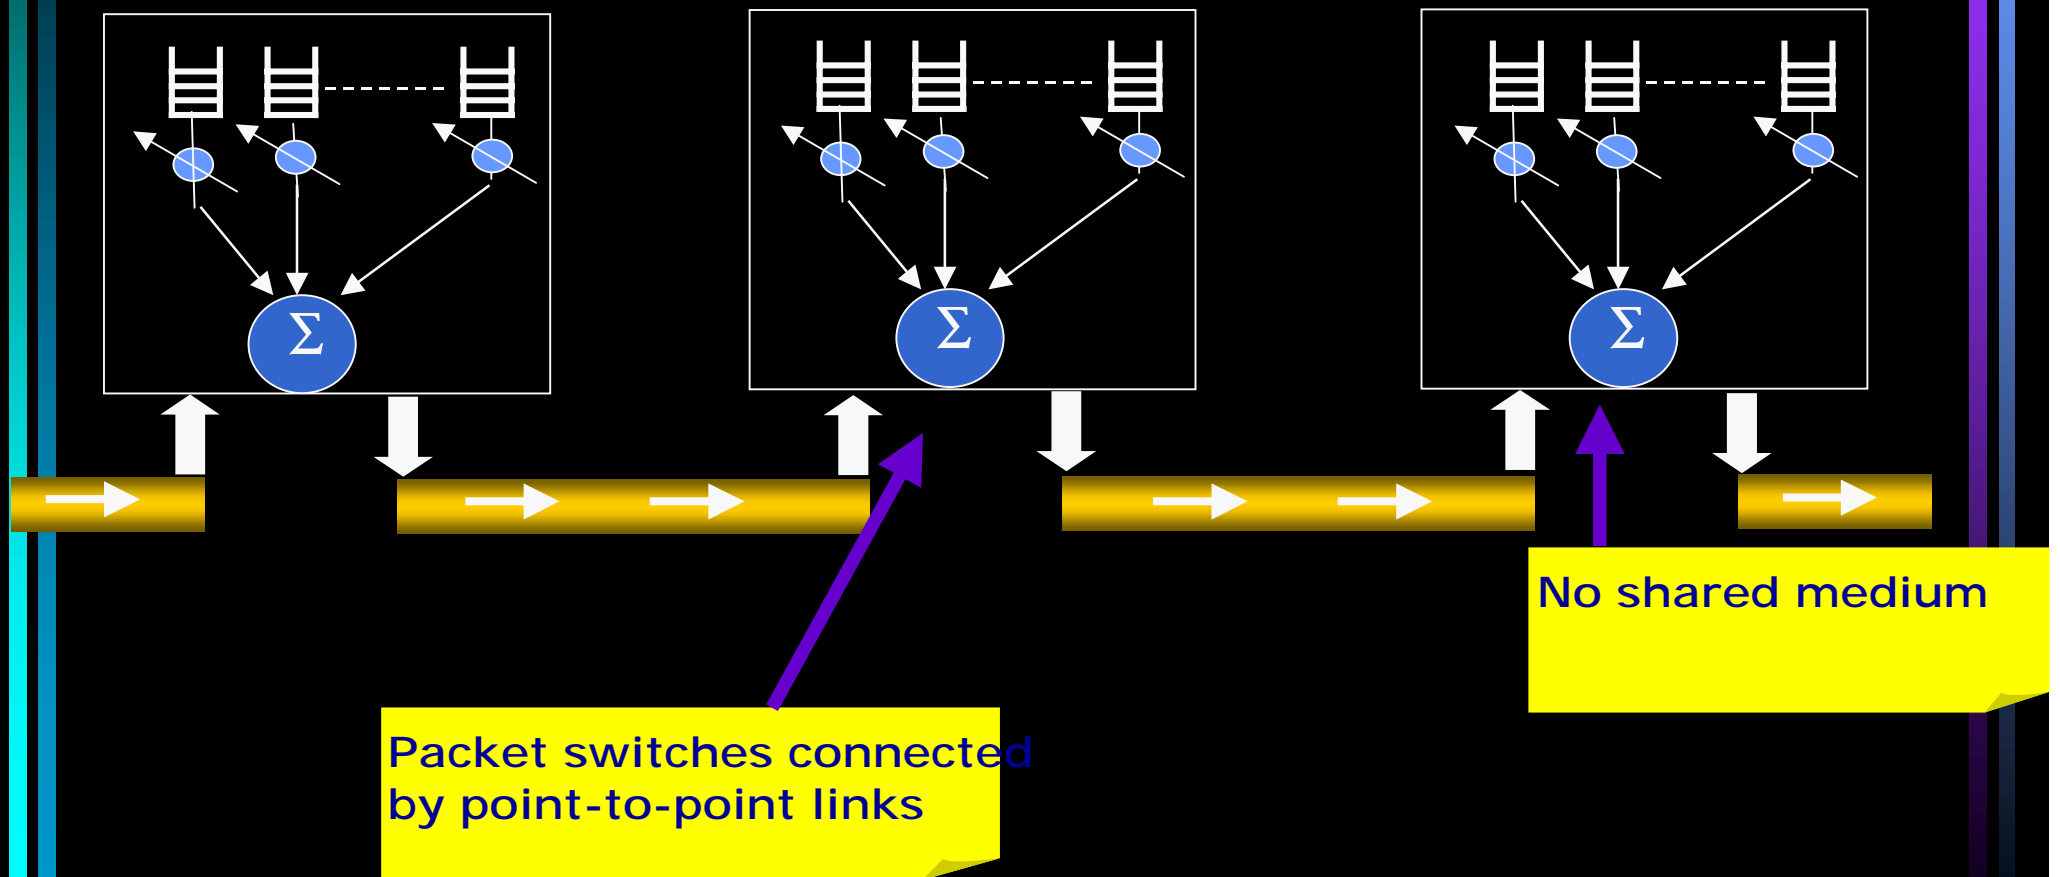 Σ
Σ
Σ
No shared medium
Packet switches connected
by point-to-point links